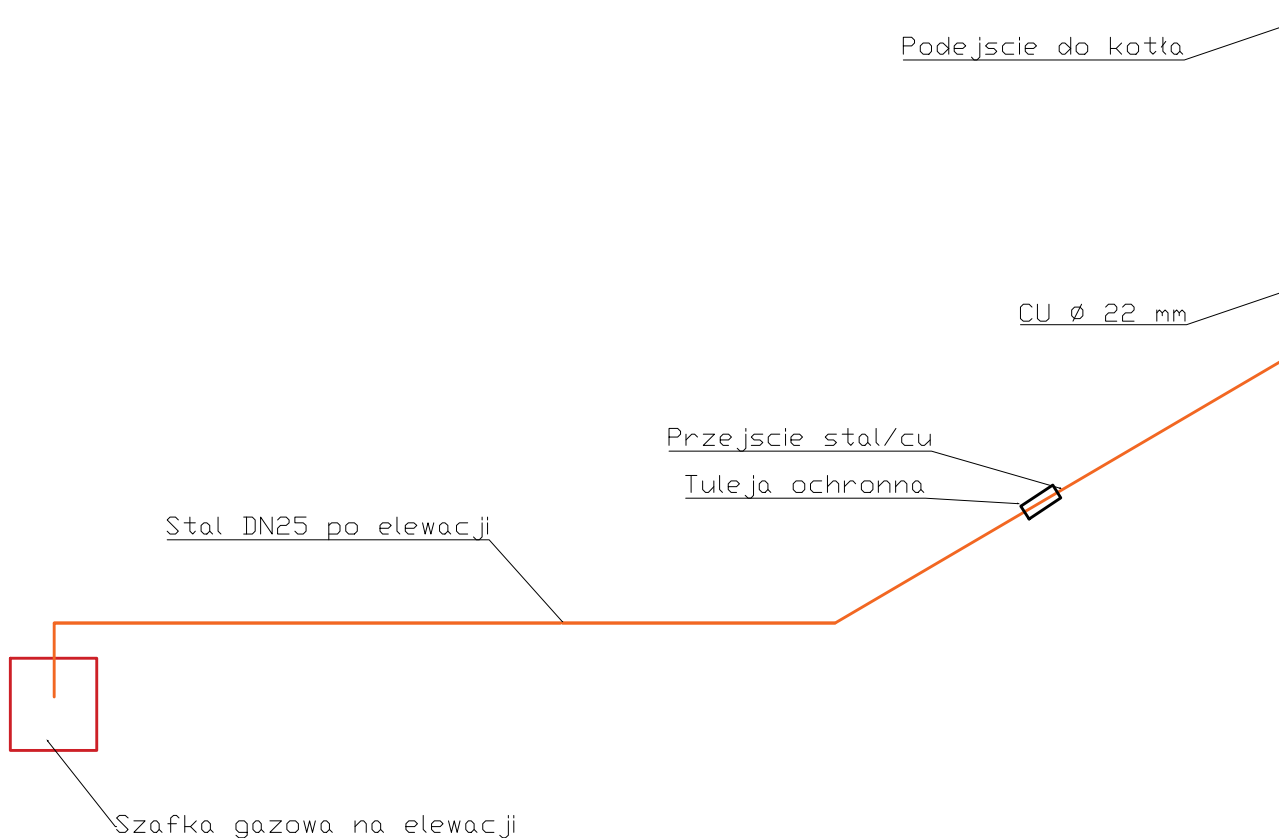 Podejscie do kotła
CU Ø 22 mm
Przejscie stal/cu
Tuleja ochronna
Stal DN25 po elewacji
Szafka gazowa na elewacji